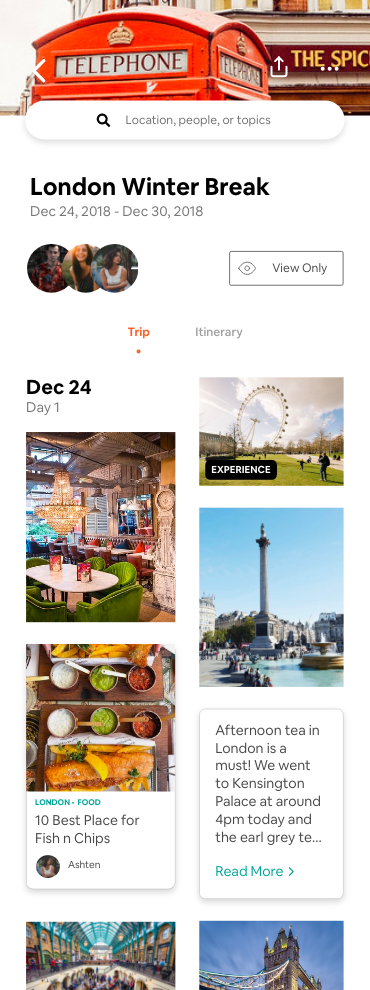 TELEPHONE
TELEPHONE
THE SPIC
Location, people, or topics
London Winter Break
Dec 24, 2018 - Dec 30, 2018
View Only
Trip
Itinerary
Dec 24
Day 1
EXPERIENCE
LONDON - FOOD
10 Best Place for
Fish n Chips
Ashten
Afternoon tea in
London is a
must! We went
to Kensington
Palace at around
4pm today and
the earl grey te...
Read More